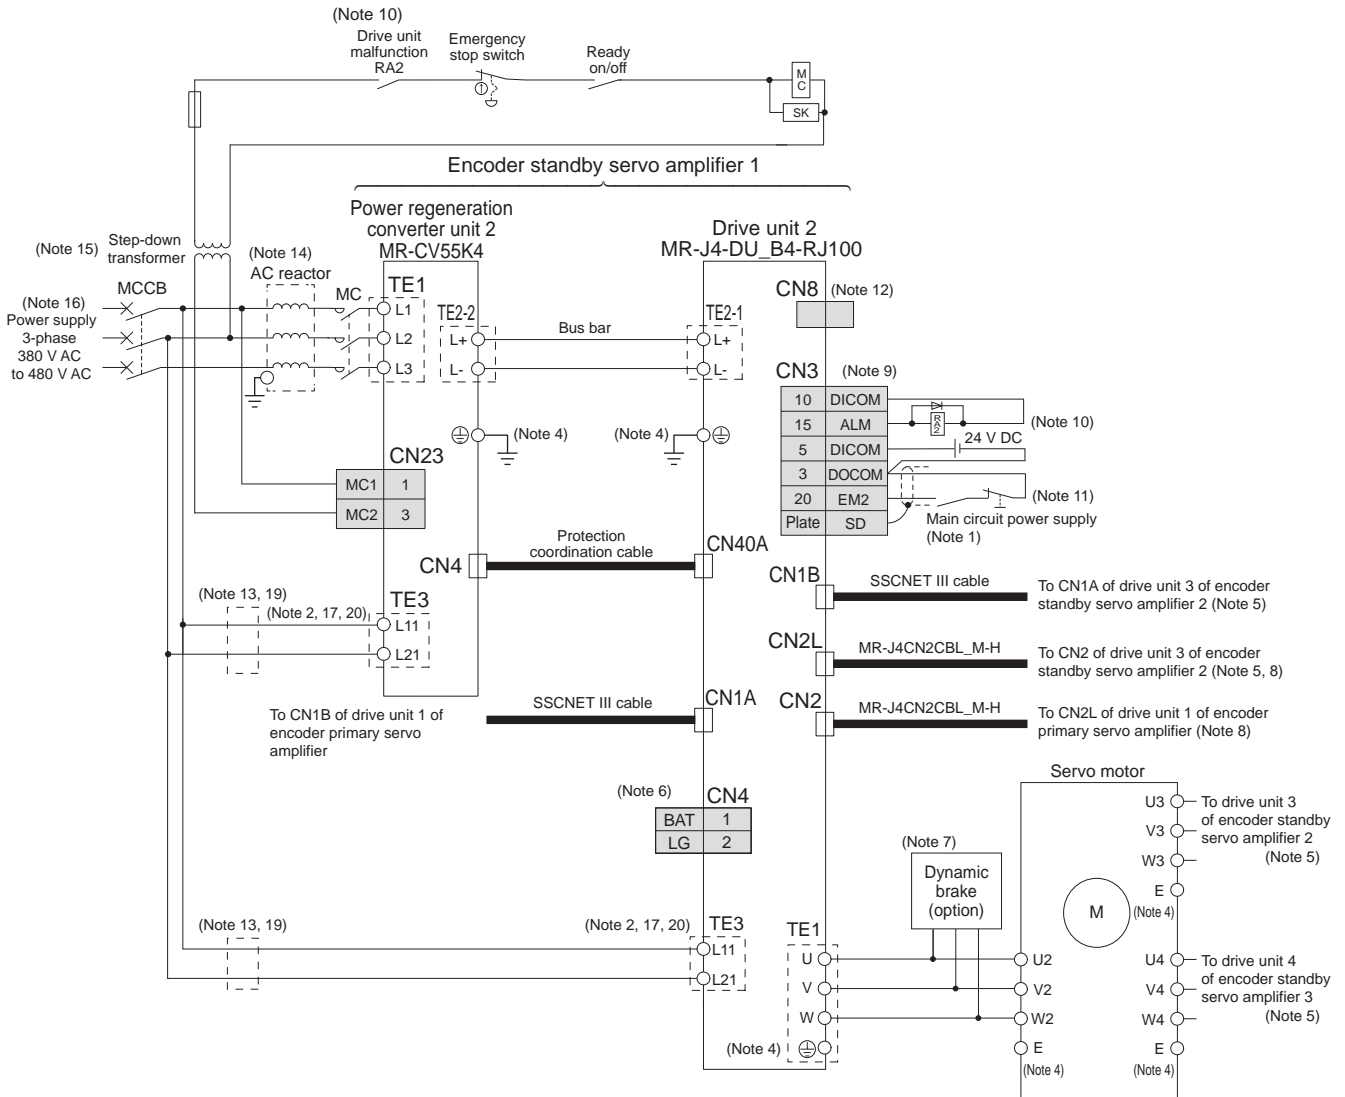 (Note 10)
Drive unit
malfunction
RA2
Emergency
stop switch
Ready
on/off
M
C
SK
Encoder standby servo amplifier 1
Power regeneration
converter unit 2
MR-CV55K4
Drive unit 2
MR-J4-DU_B4-RJ100
(Note 15)
Step-down
transformer
(Note 14)
AC reactor
MCCB
MC
TE1
(Note 16)
Power supply
3-phase
380 V AC
to 480 V AC
L1
L2
L3
TE2-2
L+
L-
Bus bar
TE2-1
L+
L-
CN8
(Note 12)
CN3
(Note 9)
10 DICOM
15 ALM
5 DICOM
3 DOCOM
20 EM2
Plate SD
RA2
(Note 10)
24 V DC
(Note 11)
Main circuit power supply
(Note 1)
(Note 4)
(Note 4)
CN23
MC1 1
MC2 3
CN4
Protection
coordination cable
CN40A
CN1B
SSCNET III cable
To CN1A of drive unit 3 of encoder
standby servo amplifier 2 (Note 5)
(Note 13, 19)
(Note 2, 17, 20)
TE3
L11
L21
CN2L
MR-J4CN2CBL_M-H
To CN2 of drive unit 3 of encoder
standby servo amplifier 2 (Note 5, 8)
To CN1B of drive unit 1 of
encoder primary servo
amplifier
SSCNET III cable
CN1A
CN2
MR-J4CN2CBL_M-H
To CN2L of drive unit 1 of encoder
primary servo amplifier (Note 8)
(Note 6)
CN4
BAT 1
LG 2
Servo motor
U3
V3
W3
E
(Note 4)
To drive unit 3
of encoder standby
servo amplifier 2
(Note 5)
(Note 7)
Dynamic
brake
(option)
M
(Note 13, 19)
(Note 2, 17, 20)
TE3
L11
L21
TE1
U
V
W
(Note 4)
U2
V2
W2
E
(Note 4)
U4
V4
W4
E
(Note 4)
To drive unit 4
of encoder standby
servo amplifier 3
(Note 5)